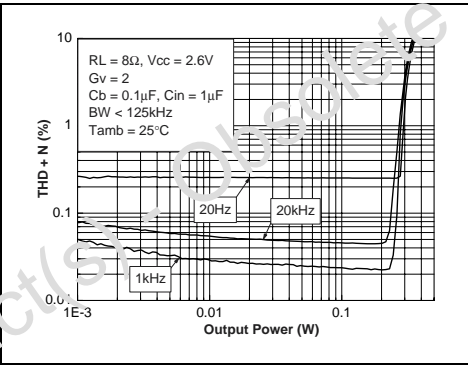 10
RL = 8Ω, Vcc = 2.6V
Gv = 2
Cb = 0.1μF, Cin = 1μF
BW < 125kHz
Tamb = 25°C
1
THD + N (%)
0.1
20Hz
20kHz
1kHz
0.01
1E-3
0.01
0.1
Output Power (W)
ct(s) - Obsolete